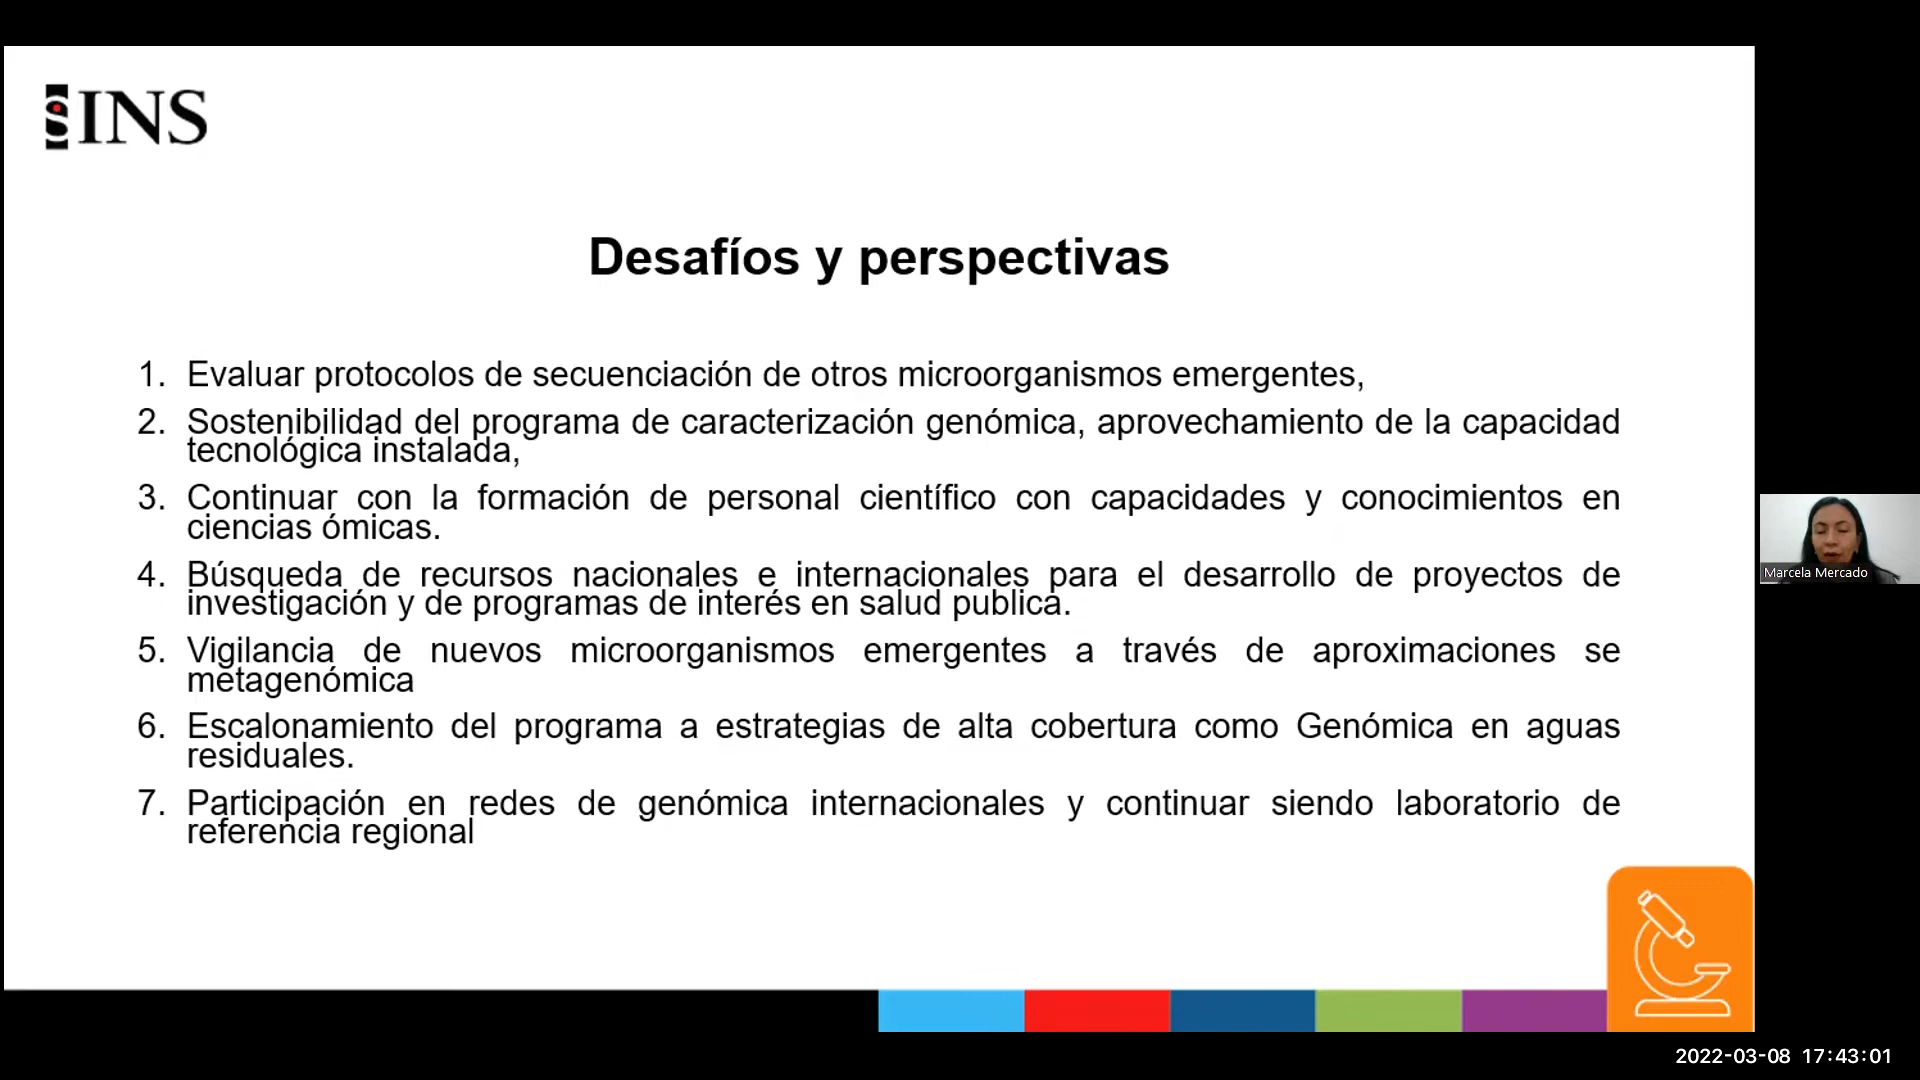 INS
Desafíos y perspectivas
1. Evaluar protocolos de secuenciación de otros microorganismos emergentes,
2. Sostenibilidad del programa de caracterización genómica, aprovechamiento de la capacidad
tecnológica instalada,
3. Continuar con la formación de personal científico con capacidades y conocimientos en
ciencias ómicas.
4. Búsqueda de recursos nacionales e internacionales para el desarrollo de proyectos de
investigación y de programas de interés en salud publica.
5. Vigilancia de nuevos microorganismos emergentes a través de aproximaciones se
metagenómica
6. Escalonamiento del programa a estrategias de alta cobertura como Genómica en aguas
residuales.
7. Participación en redes de genómica internacionales y continuar siendo laboratorio de
referencia regional
Marcela Mercado
2022-03-08 17:43:01